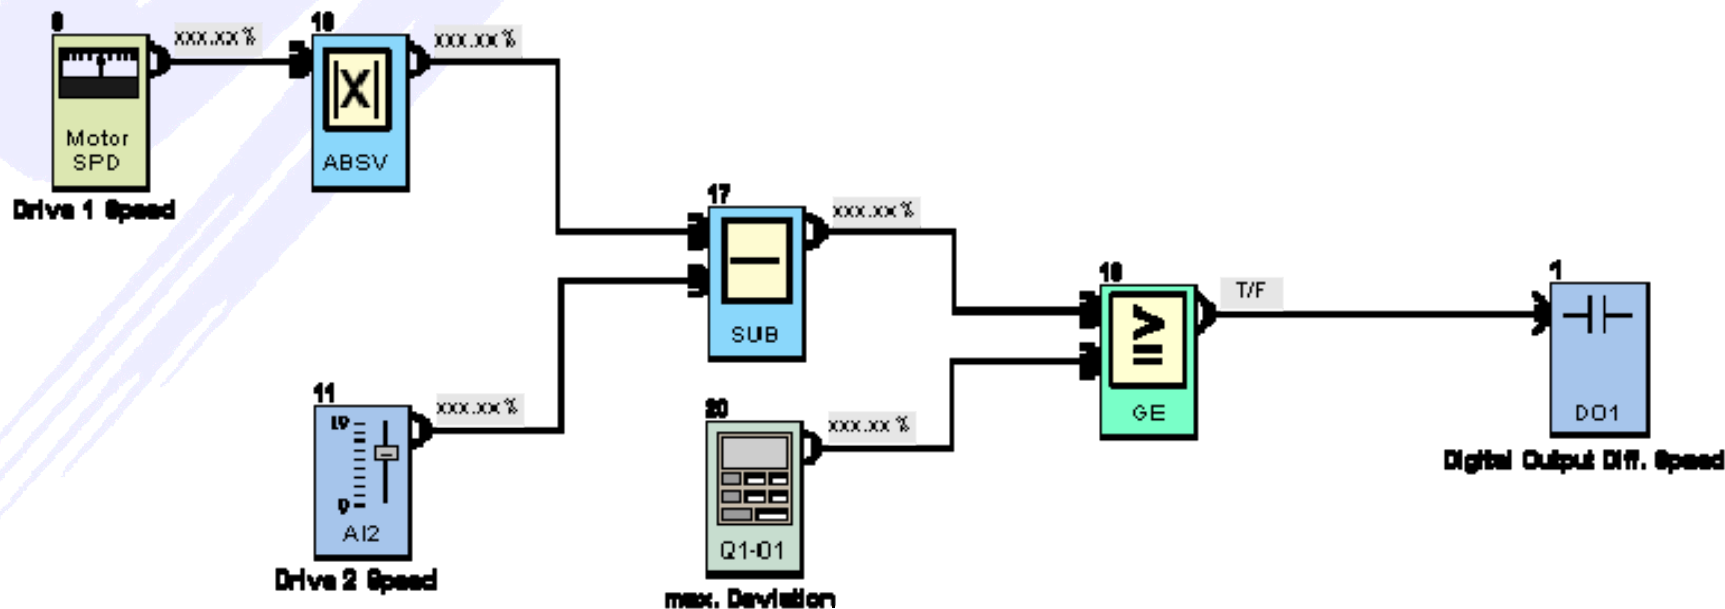 xxx.xx %
Motor
SPD
Drive 1 Speed
|X|
ABSV
xxx.xx %
17
SUB
xxx.xx %
11
10
0
AI2
xxx.xx %
Drive 2 Speed
20
Q1-01
xxx.xx %
max. Deviation
GE
T/F
1
DO1
Digital Output Diff. Speed